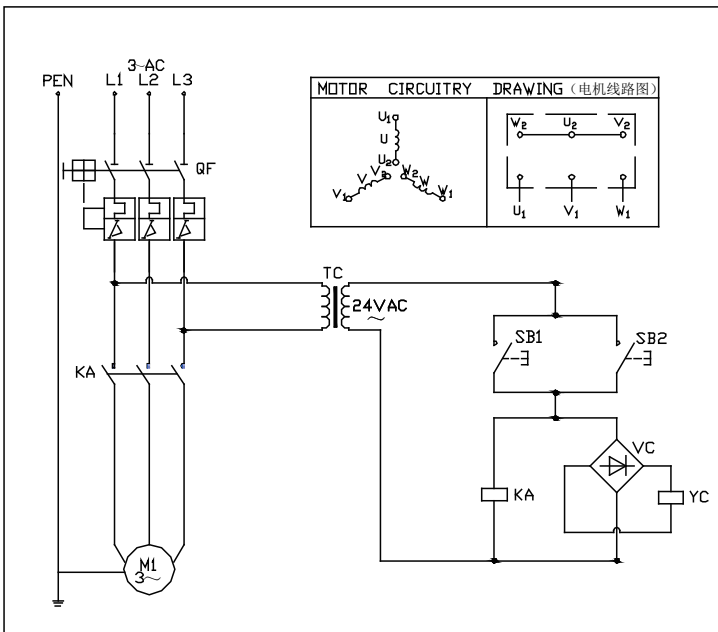 3~AC
PEN L1 L2 L3
QF
MOTOR CIRCUITRY DRAWING (电机线路图)
U1
U
U2
V2
V
V1
W2
W
W1
W2 U2 V2
U1 V1 W1
TC
24VAC
~
SB1
SB2
KA
VC
KA
YC
M1
3~